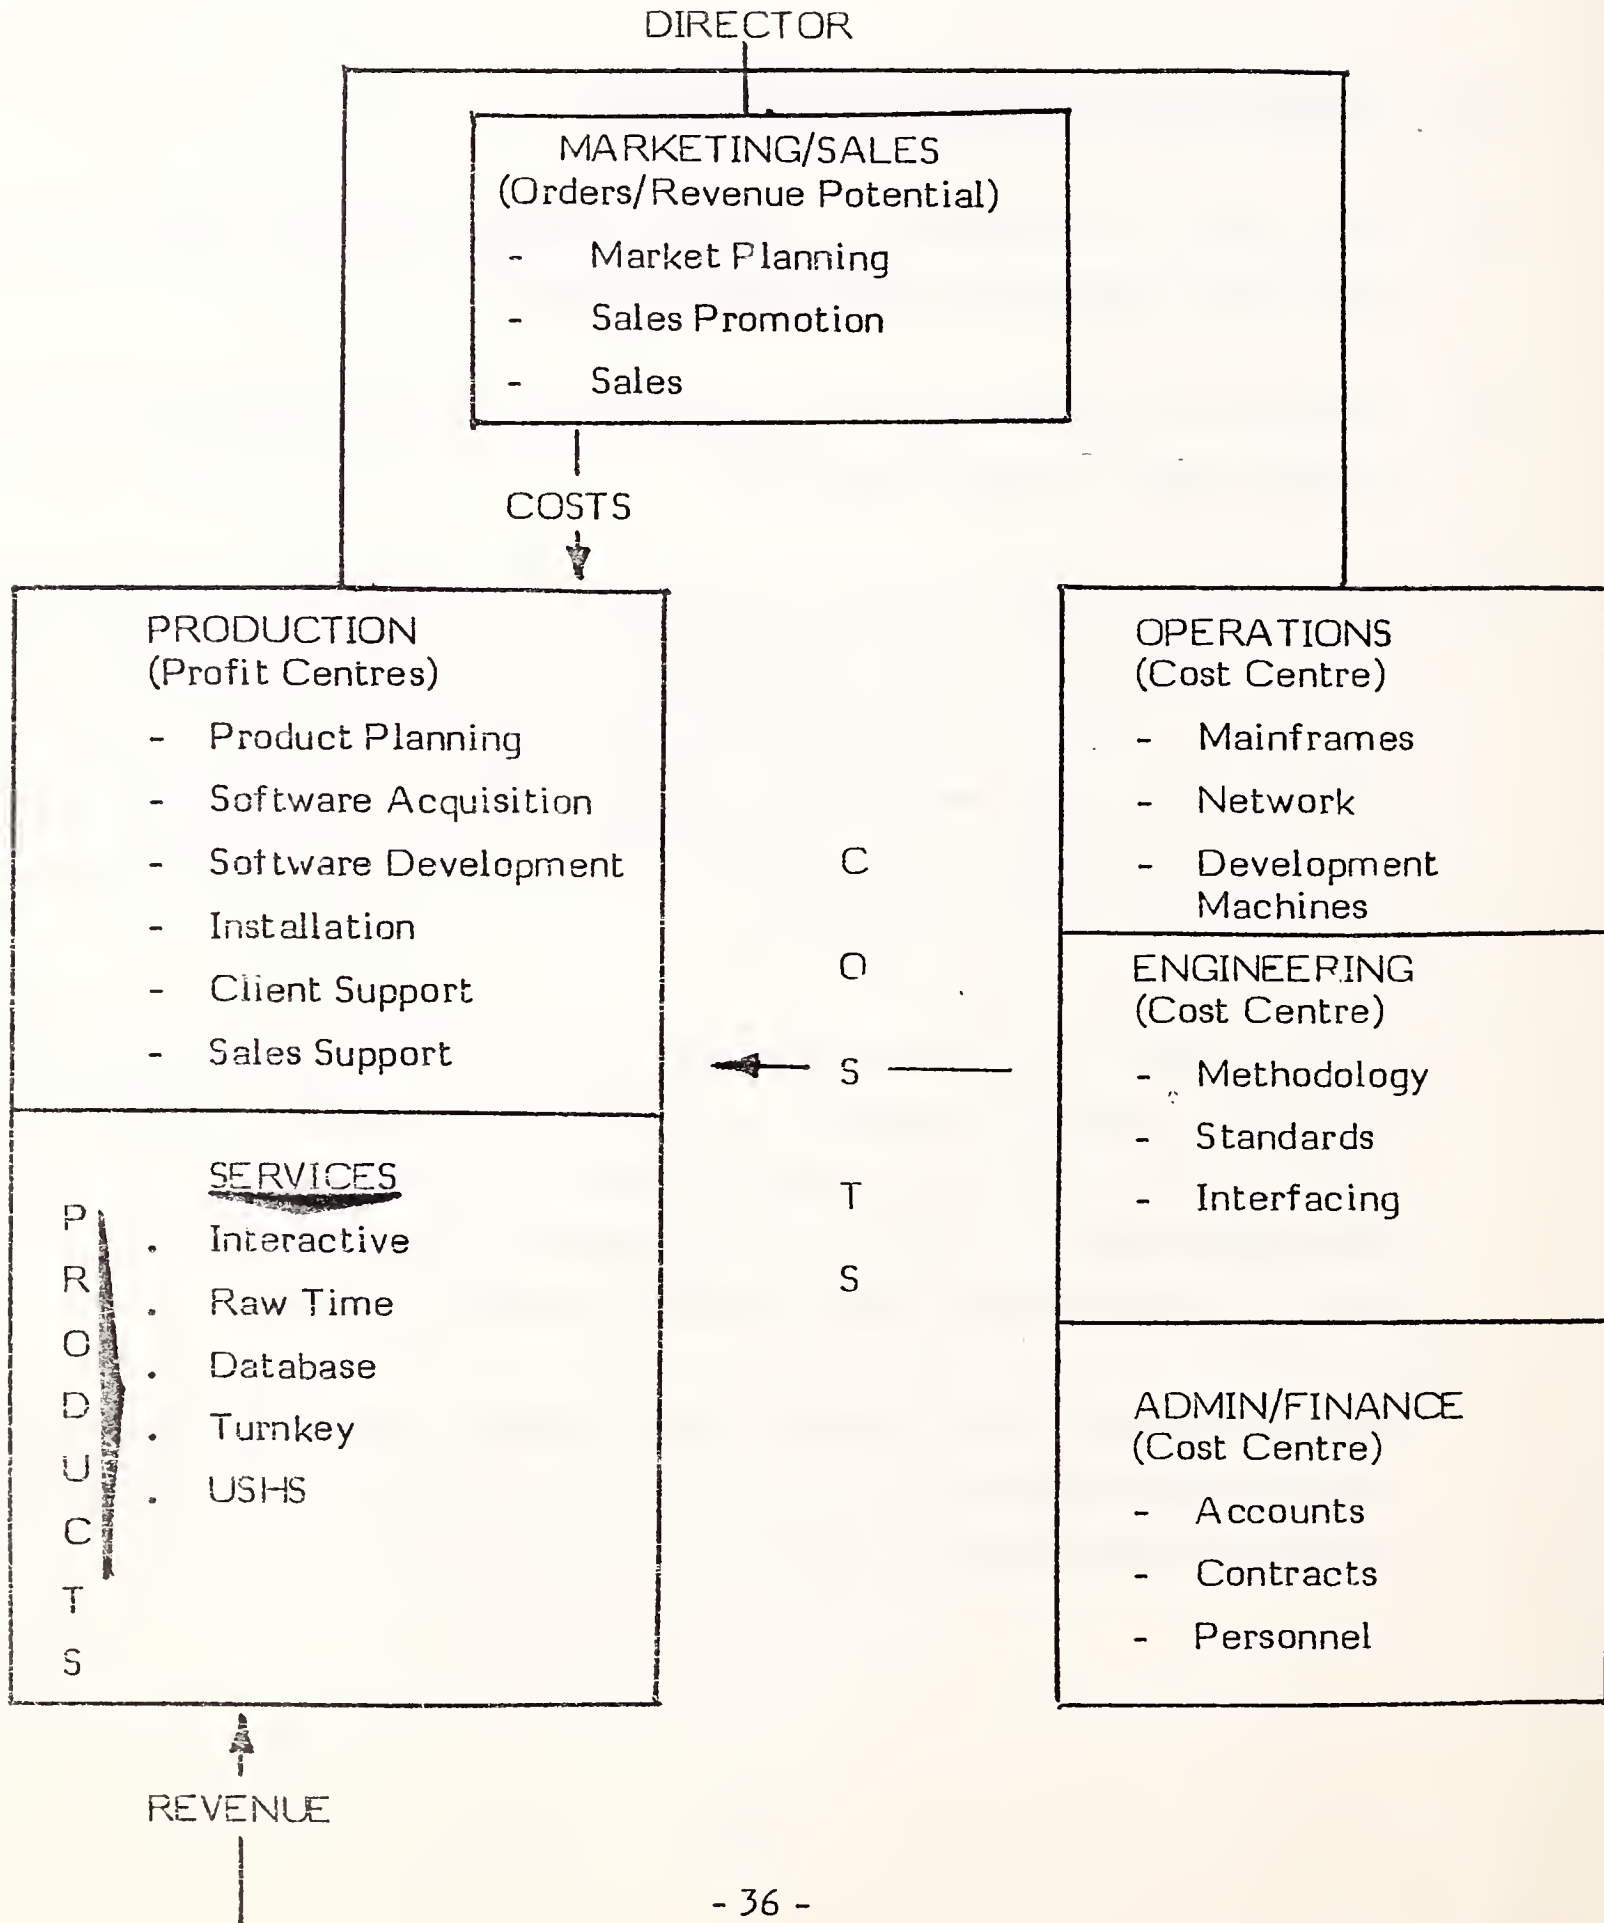 DIRECTOR
MARKETING/SALES
(Orders/Revenue Potential)
- Market Planning
- Sales Promotion
- Sales
COSTS
PRODUCTION
(Profit Centres)
- Product Planning
- Software Acquisition
- Software Development
- Installation
- Client Support
- Sales Support
PRODUCTS
SERVICES
. Interactive
. Raw Time
. Database
. Turnkey
. USHS
REVENUE
COSTS
OPERATIONS
(Cost Centre)
- Mainframes
- Network
- Development
Machines
ENGINEERING
(Cost Centre)
- Methodology
- Standards
- Interfacing
ADMIN/FINANCE
(Cost Centre)
- Accounts
- Contracts
- Personnel
- 36 -